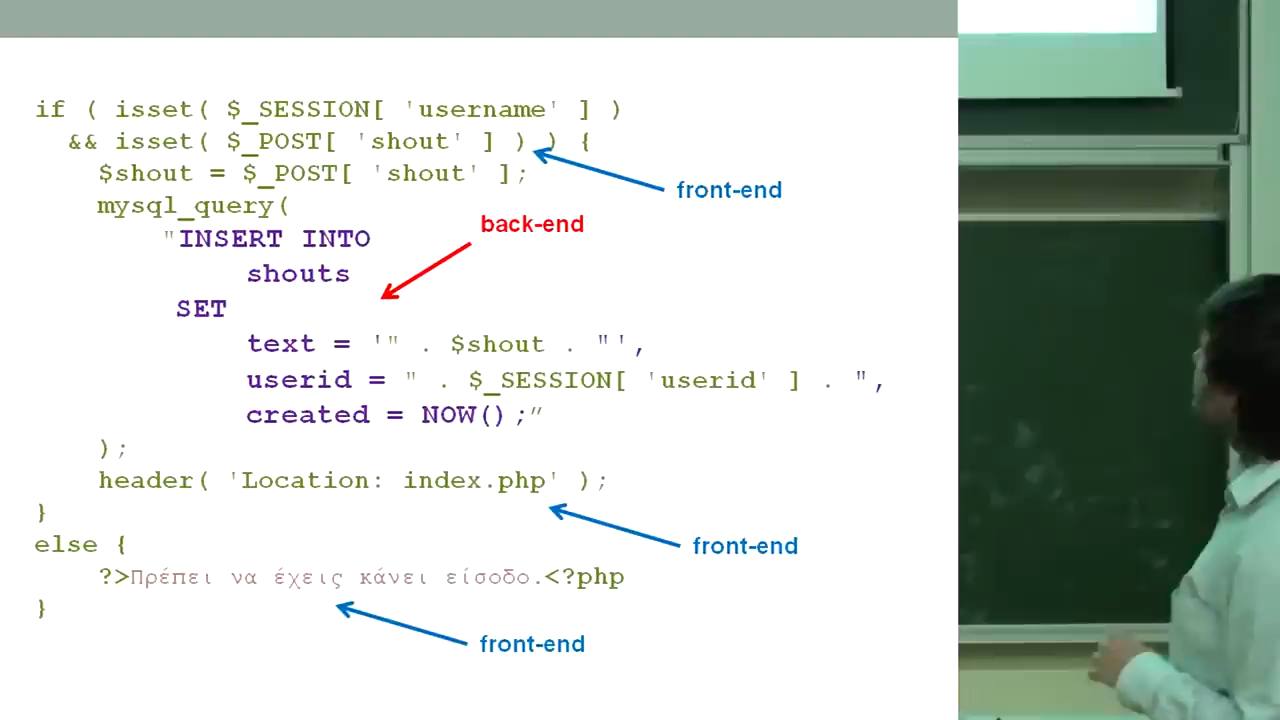 if ( isset( $_SESSION[ 'username' ] )
&& isset( $_POST[ 'shout' ] ) ) {
$shout = $_POST[ 'shout' ];
front-end
mysql_query(
back-end
"INSERT INTO
shouts
SET
text = '" . $shout . "',
userid = " . $_SESSION[ 'userid' ] . ",
created = NOW();”
);
header( 'Location: index.php' );
}
front-end
else {
?>Πρέπει να έχεις κάνει είσοδο.<?php
}
front-end